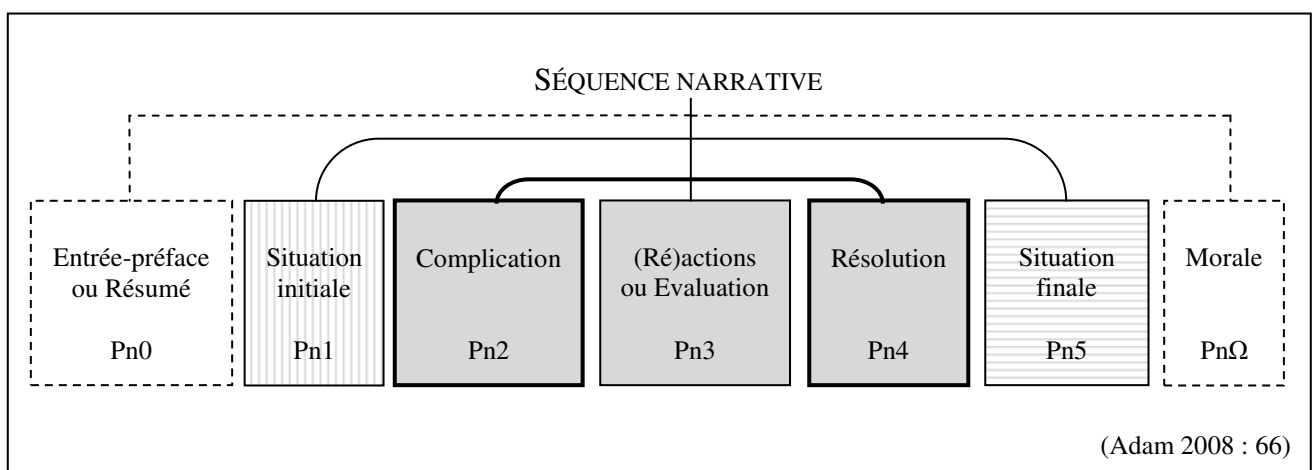 SÉQUENCE NARRATIVE
Entrée-préface
ou Résumé
Pn0
Situation
initiale
Pn1
Complication
Pn2
(Ré)actions
ou Evaluation
Pn3
Résolution
Pn4
Situation
finale
Pn5
Morale
PnΩ
(Adam 2008 : 66)